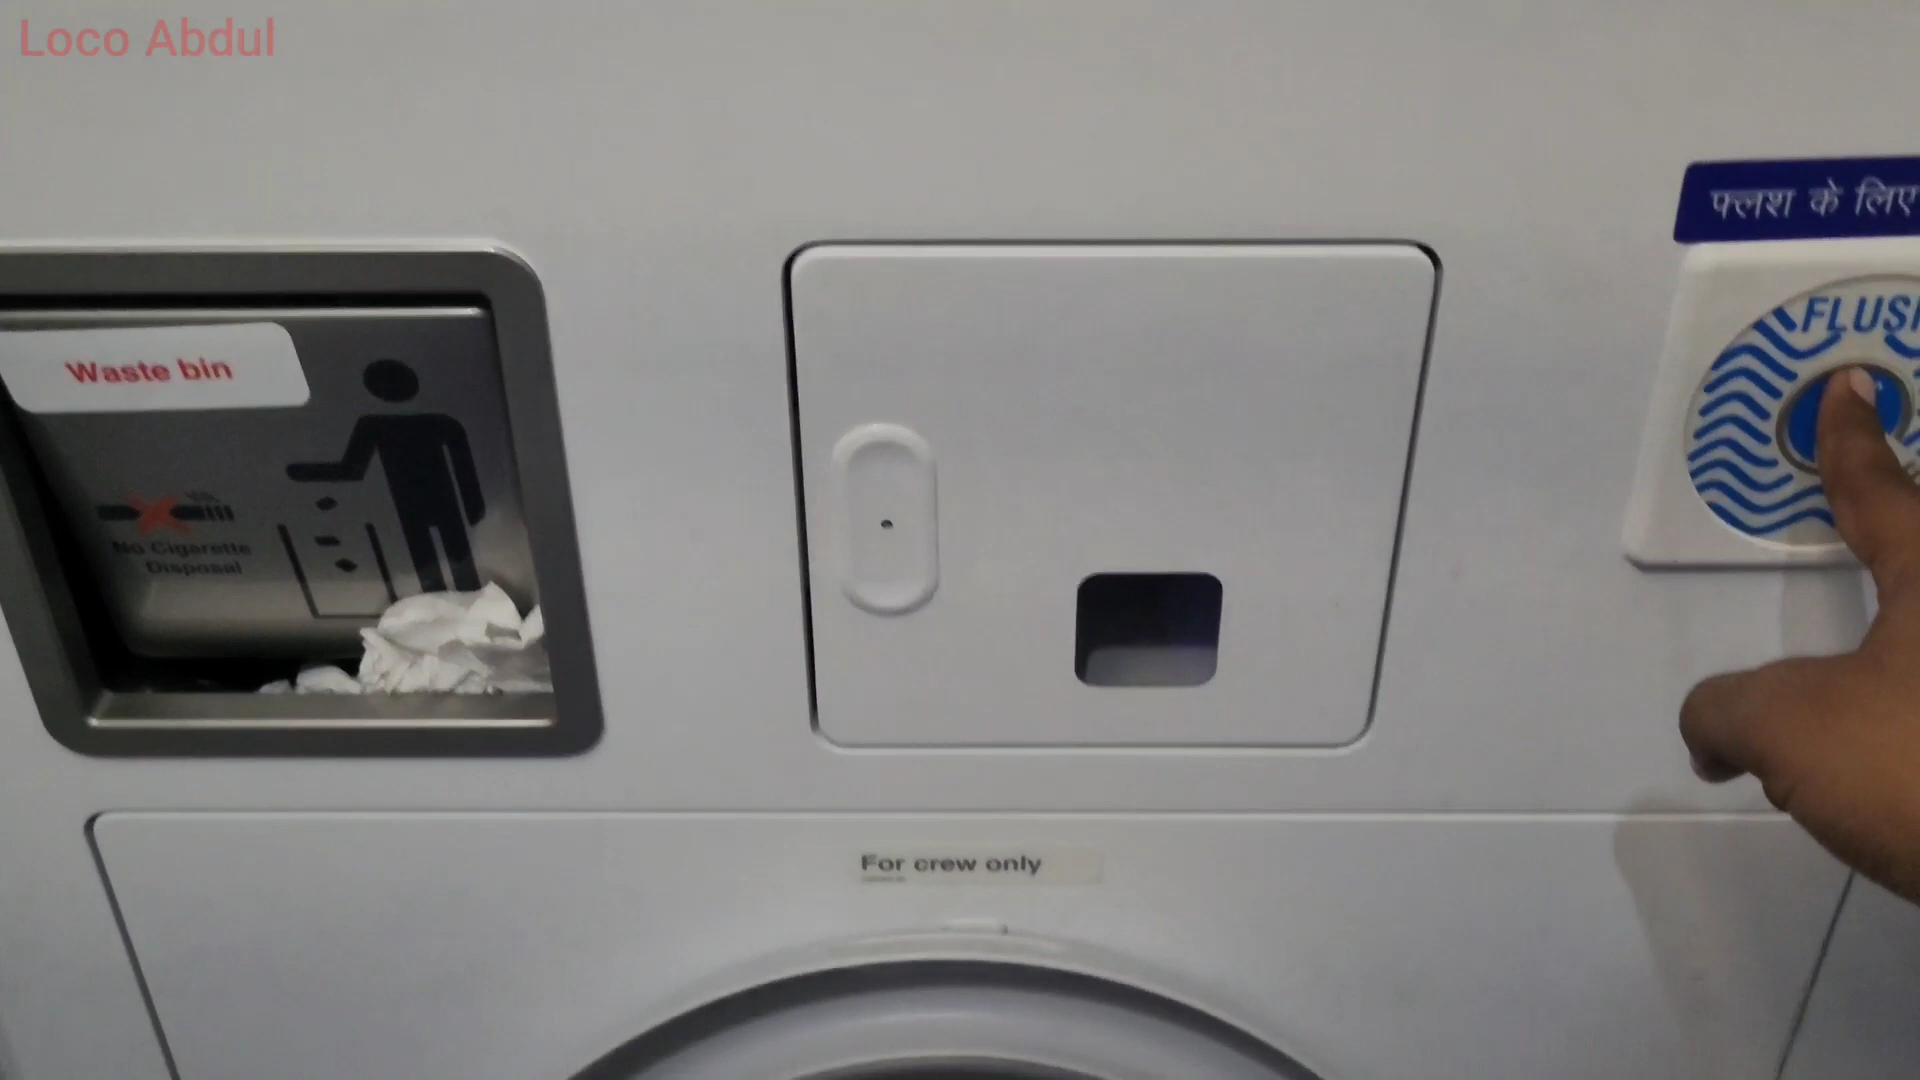 Loco Abdul
फ्लश के लिए
Waste bin
FLUSH
No Cigarette
Disposal
For crew only